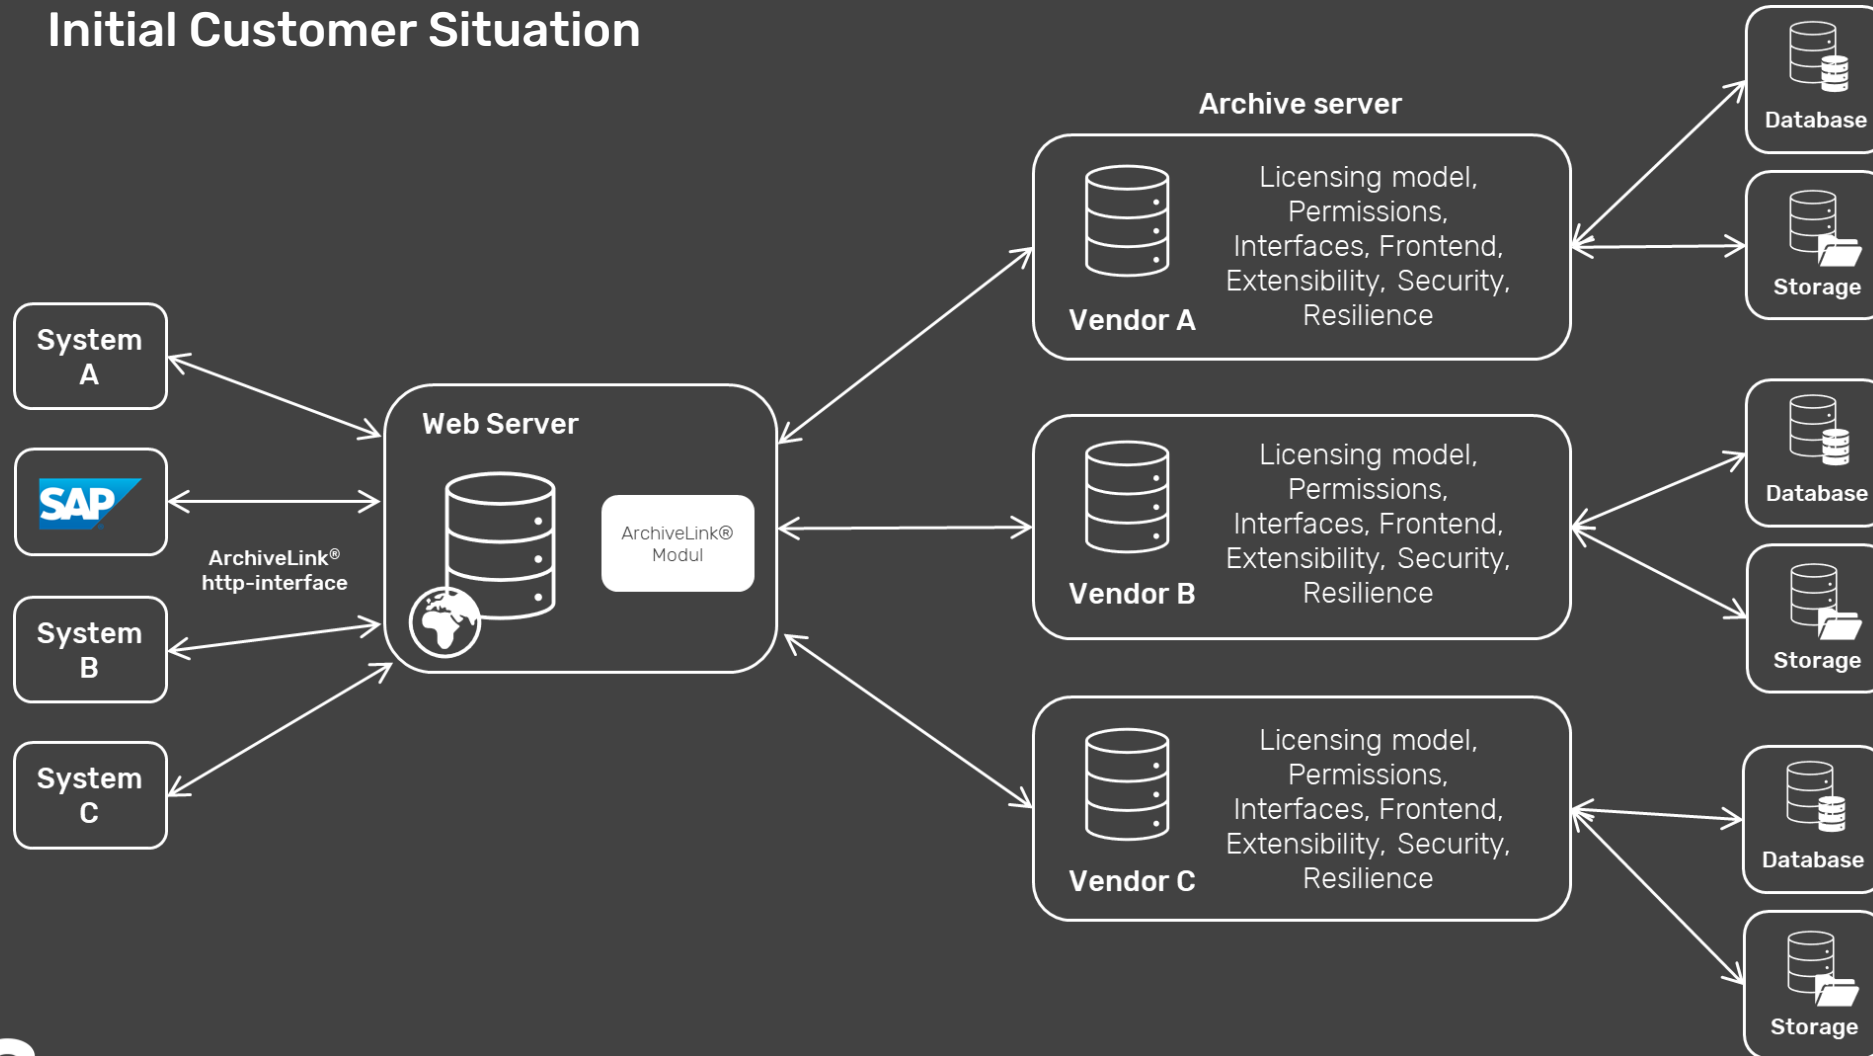 Initial Customer Situation
System
A
SAP
ArchiveLink®
http-interface
System
B
System
C
Web Server
ArchiveLink®
Modul
Archive server
Licensing model,
Permissions,
Interfaces, Frontend,
Extensibility, Security,
Resilience
Vendor A
Licensing model,
Permissions,
Interfaces, Frontend,
Extensibility, Security,
Resilience
Vendor B
Licensing model,
Permissions,
Interfaces, Frontend,
Extensibility, Security,
Resilience
Vendor C
Database
Storage
Database
Storage
Database
Storage